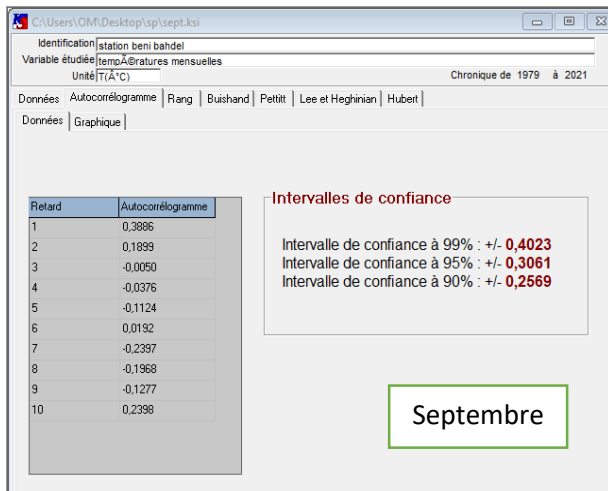 C:\Users\OM\Desktop\sp\sept.ksi
Identification station beni bahdel
Variable étudiée tempÃ©ratures mensuelles
Unité T(Â°C) Chronique de 1979 à 2021
Données Autocorrélogramme Rang Buishand Pettitt Lee et Heghinian Hubert
Données Graphique
Retard Autocorrélogramme
1 0,3886
2 0,1899
3 -0,0050
4 -0,0376
5 -0,1124
6 0,0192
7 -0,2397
8 -0,1968
9 -0,1277
10 0,2398
Intervalles de confiance
Intervalle de confiance à 99% : +/- 0,4023
Intervalle de confiance à 95% : +/- 0,3061
Intervalle de confiance à 90% : +/- 0,2569
Septembre